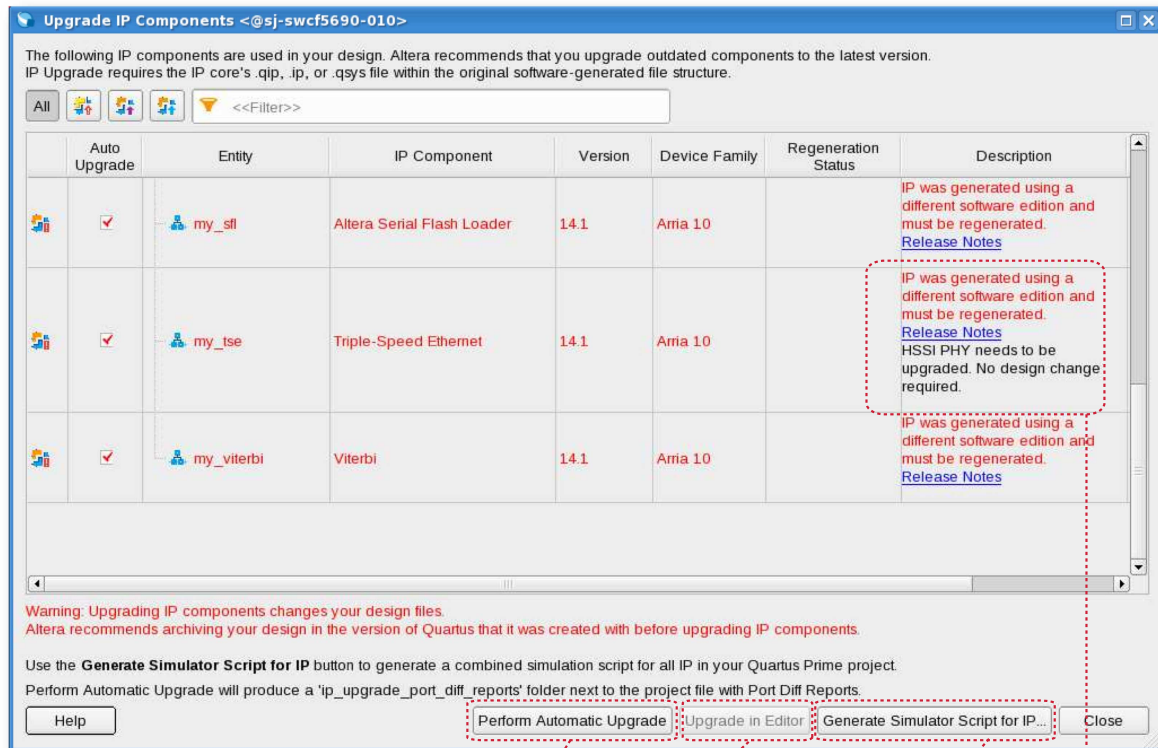 Upgrade IP Components <@sj-swcf5690-010>
The following IP components are used in your design. Altera recommends that you upgrade outdated components to the latest version.
IP Upgrade requires the IP core's .qip, .ip, or .qsys file within the original software-generated file structure.
All
<<Filter>>
Auto Upgrade Entity IP Component Version Device Family Regeneration Status Description
my_sfl Altera Serial Flash Loader 14.1 Arria 10
IP was generated using a
different software edition and
must be regenerated.
Release Notes
my_tse Triple-Speed Ethernet 14.1 Arria 10
IP was generated using a
different software edition and
must be regenerated.
Release Notes
HSSI PHY needs to be
upgraded. No design change
required.
my_viterbi Viterbi 14.1 Arria 10
IP was generated using a
different software edition and
must be regenerated.
Release Notes
Warning: Upgrading IP components changes your design files.
Altera recommends archiving your design in the version of Quartus that it was created with before upgrading IP components.
Use the Generate Simulator Script for IP button to generate a combined simulation script for all IP in your Quartus Prime project.
Perform Automatic Upgrade will produce a 'ip_upgrade_port_diff_reports' folder next to the project file with Port Diff Reports.
Help Perform Automatic Upgrade Upgrade in Editor Generate Simulator Script for IP... Close